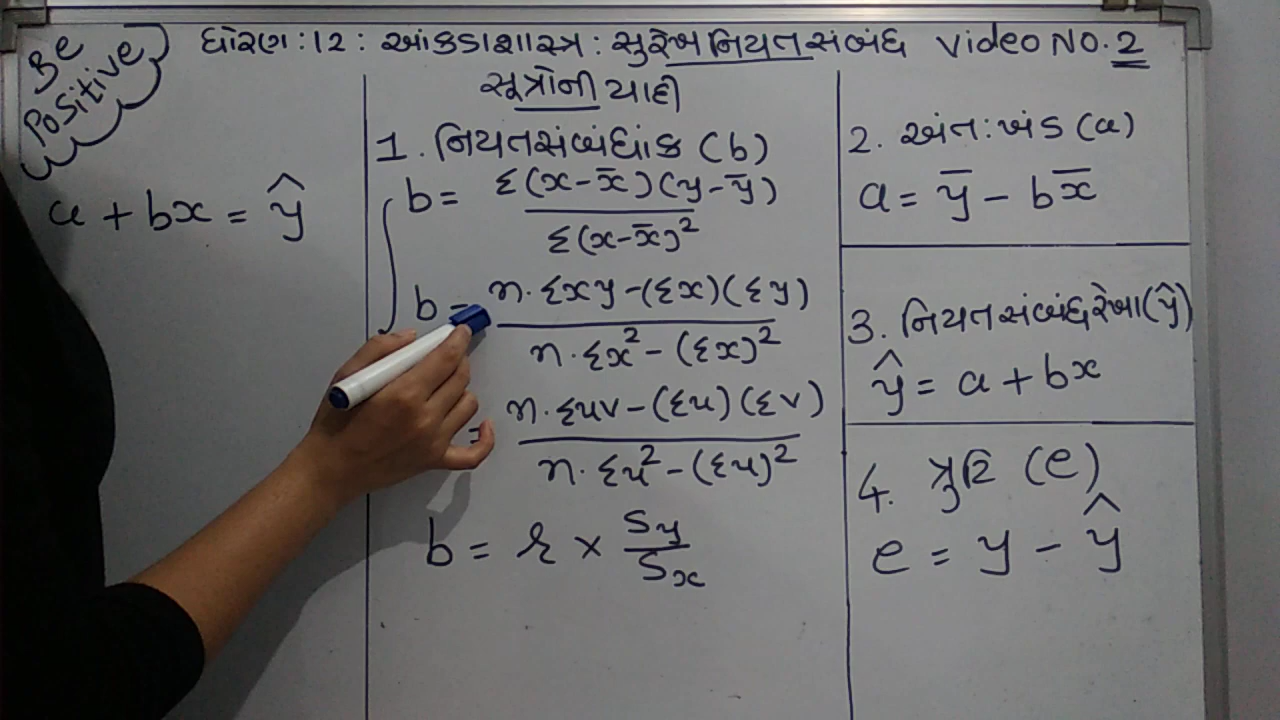 Be
Positive
ધોરણ : 12 : આંકડાશાસ્ત્ર : સુરેખ નિયતસંબંધ Video NO. 2
સૂત્રોની યાદી
a + bx = ŷ
1. નિયતસંબંધાંક (b)
b = Σ(x-x̄)(y-ȳ)
Σ(x-x̄)²
b = n·Σxy-(Σx)(Σy)
n·Σx²-(Σx)²
= n·Σuv-(Σu)(Σv)
n·Σu²-(Σu)²
b = r × Sy
Sx
2. અંત:ખંડ (a)
a = ȳ - bx̄
3. નિયતસંબંધ રેખા (ŷ)
ŷ = a + bx
4. ત્રુટિ (e)
e = y - ŷ